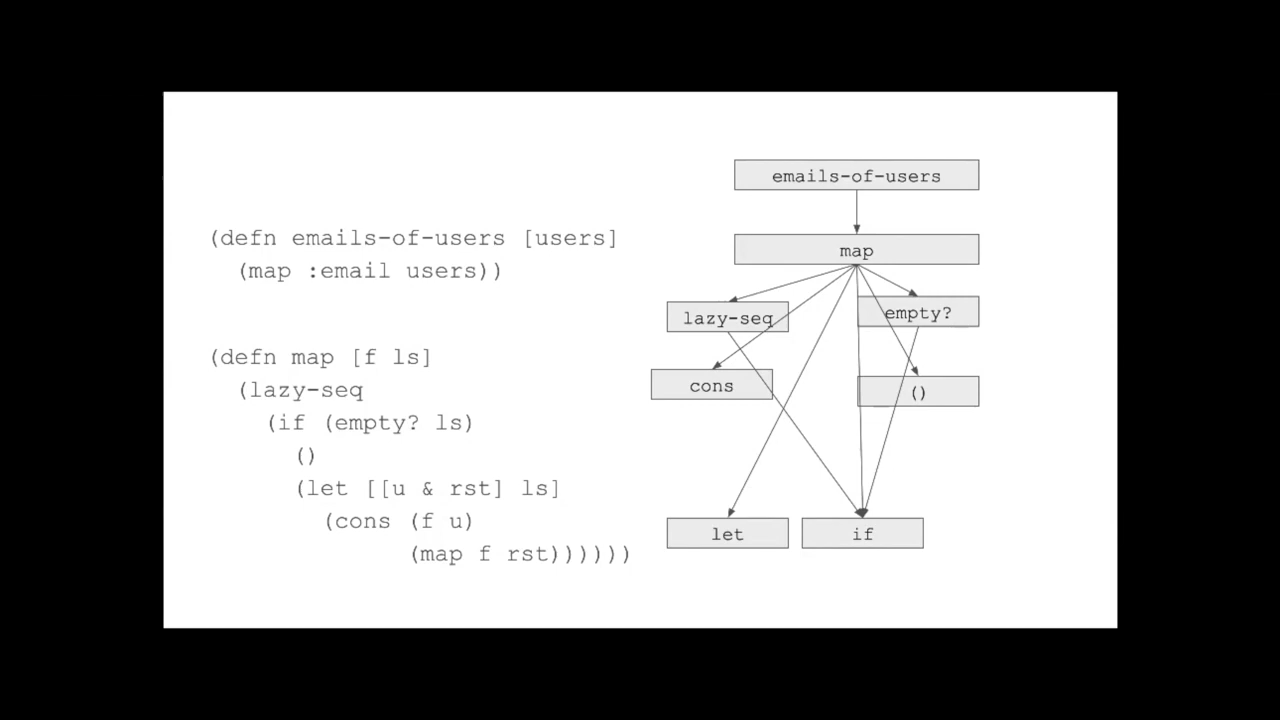 (defn emails-of-users [users]
(map :email users))
(defn map [f ls]
(lazy-seq
(if (empty? ls)
()
(let [[u & rst] ls]
(cons (f u)
(map f rst))))))
emails-of-users
map
lazy-seq
empty?
cons
()
let
if